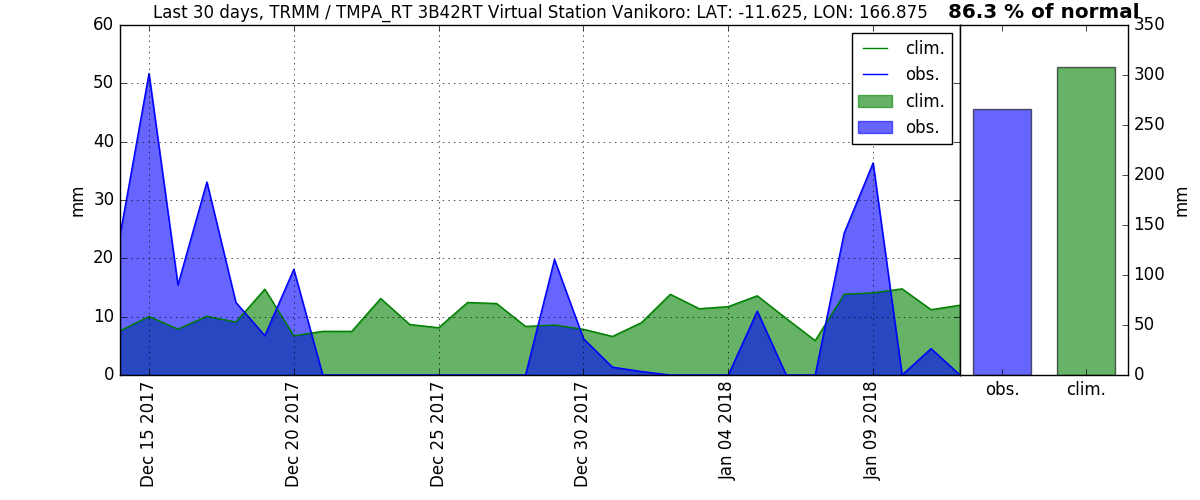 Last 30 days, TRMM / TMPA_RT 3B42RT Virtual Station Vanikoro: LAT: -11.625, LON: 166.875
86.3 % of normal
60
50
40
30
20
10
0
mm
clim.
obs.
clim.
obs.
Dec 15 2017
Dec 20 2017
Dec 25 2017
Dec 30 2017
Jan 04 2018
Jan 09 2018
350
300
250
200
150
100
50
0
mm
obs.
clim.